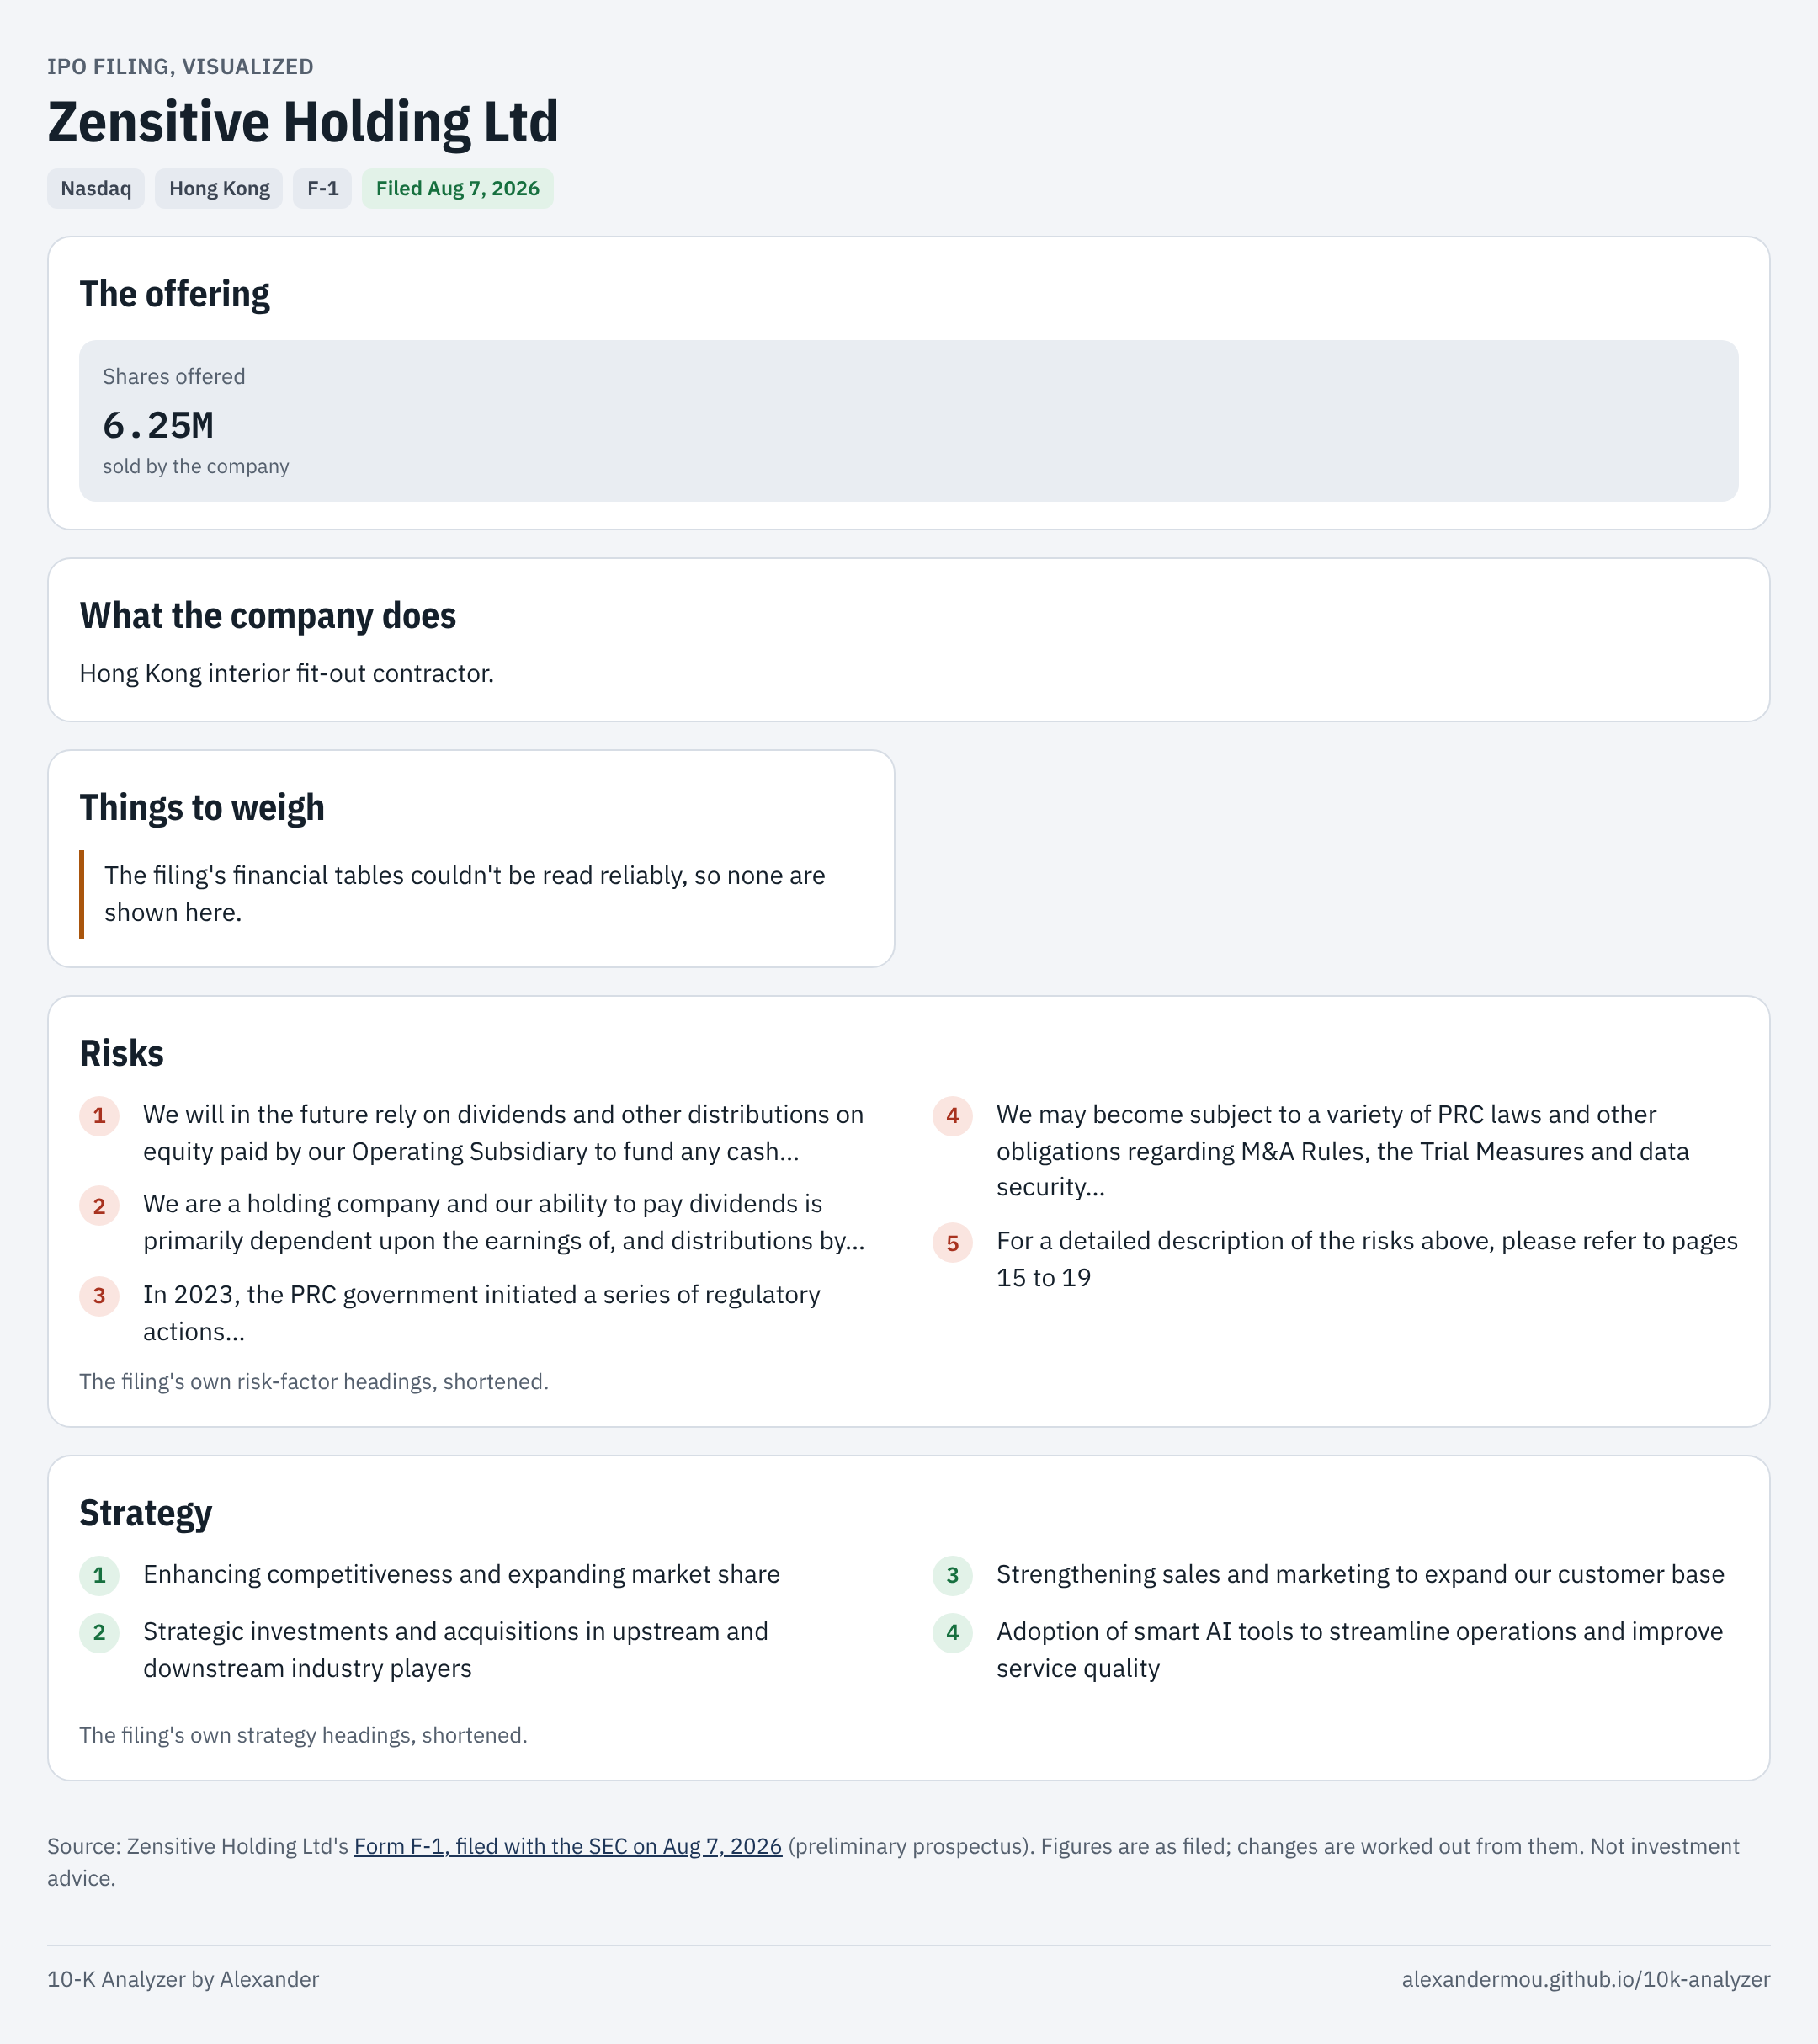 IPO FILING, VISUALIZED
Zensitive Holding Ltd
Nasdaq
Hong Kong
F-1
Filed Aug 7, 2026
The offering
Shares offered
6.25M
sold by the company
What the company does
Hong Kong interior fit-out contractor.
Things to weigh
The filing's financial tables couldn't be read reliably, so none are
shown here.
Risks
1
We will in the future rely on dividends and other distributions on
equity paid by our Operating Subsidiary to fund any cash...
2
We are a holding company and our ability to pay dividends is
primarily dependent upon the earnings of, and distributions by...
3
In 2023, the PRC government initiated a series of regulatory
actions...
4
We may become subject to a variety of PRC laws and other
obligations regarding M&A Rules, the Trial Measures and data
security...
5
For a detailed description of the risks above, please refer to pages
15 to 19
The filing's own risk-factor headings, shortened.
Strategy
1
Enhancing competitiveness and expanding market share
2
Strategic investments and acquisitions in upstream and
downstream industry players
3
Strengthening sales and marketing to expand our customer base
4
Adoption of smart AI tools to streamline operations and improve
service quality
The filing's own strategy headings, shortened.
Source: Zensitive Holding Ltd's Form F-1, filed with the SEC on Aug 7, 2026 (preliminary prospectus). Figures are as filed; changes are worked out from them. Not investment
advice.
10-K Analyzer by Alexander
alexandermou.github.io/10k-analyzer